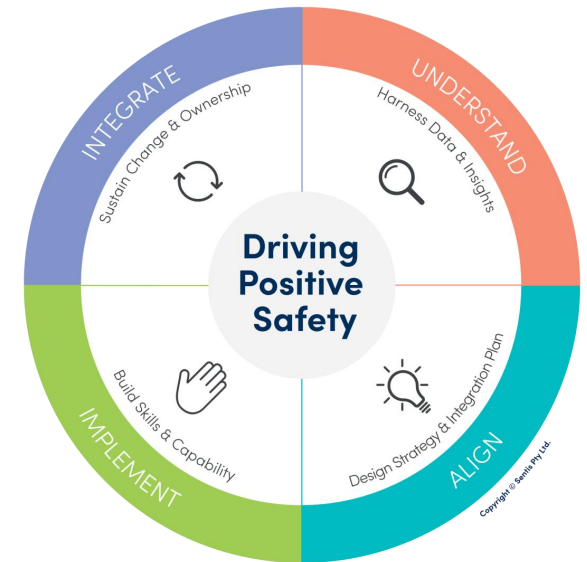 INTEGRATE
Sustain Change & Ownership
UNDERSTAND
Harness Data & Insights
Driving
Positive
Safety
IMPLEMENT
Build Skills & Capability
ALIGN
Design Strategy & Integration Plan
Copyright © Sentis Pty Ltd.